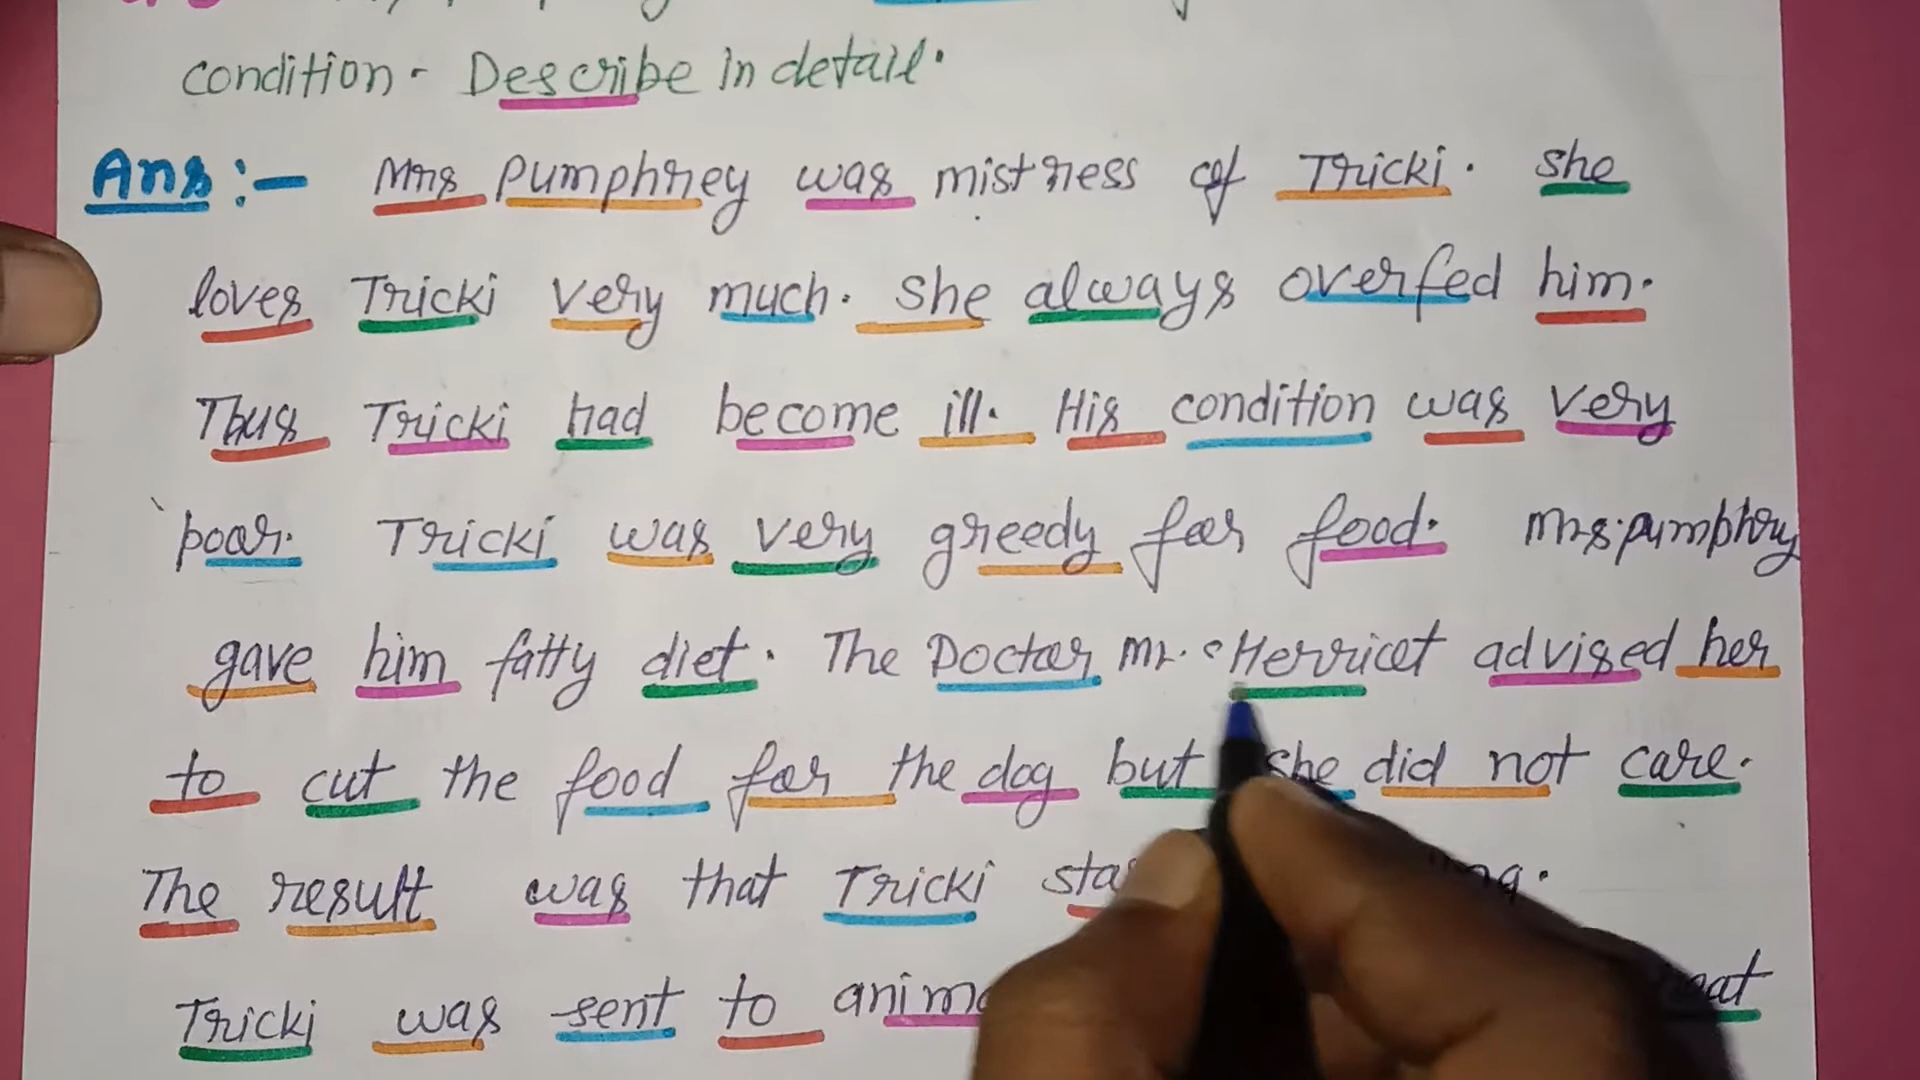 condition. Describe in detail.
Ans:- Mrs pumphrey was mistress of Tricki. she
loves Tricki very much. she always overfed him.
Thus Tricki had become ill. His condition was very
poor. Tricki was very greedy for food. Mrs. pumphry
gave him fatty diet. The Doctor Mr. Herricot advised her
to cut the food for the dog but she did not care.
The result was that Tricki
Tricki was sent to